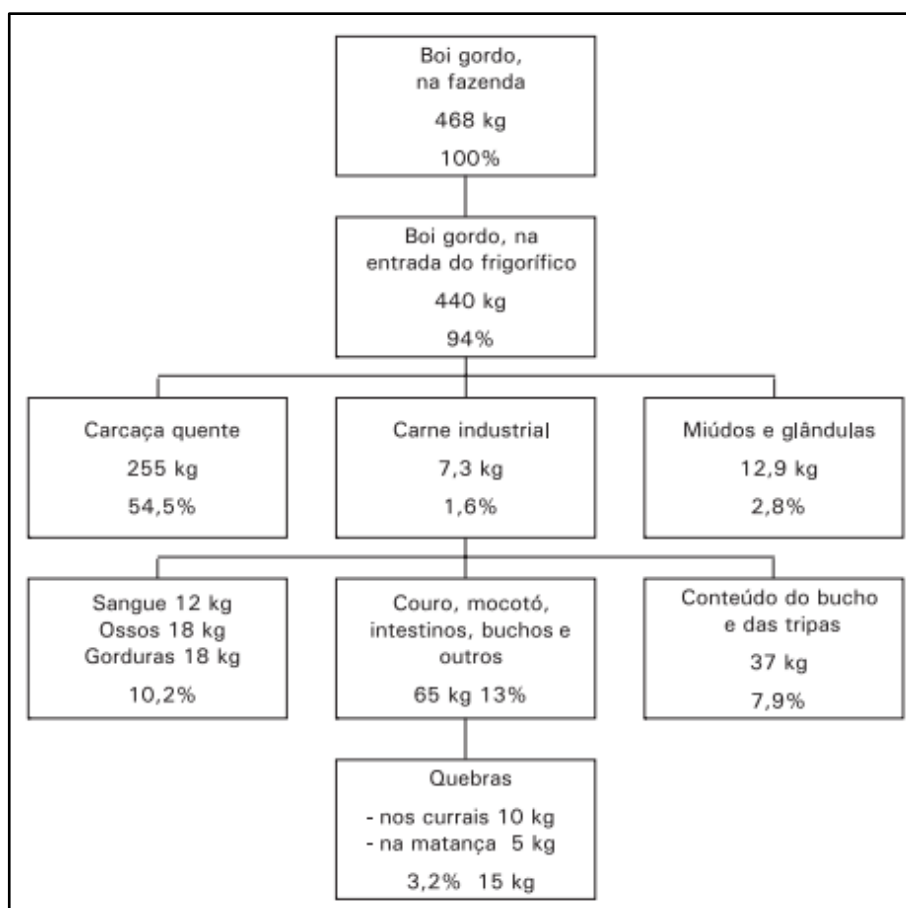 Boi gordo,
na fazenda
468 kg
100%
Boi gordo, na
entrada do frigorífico
440 kg
94%
Carcaça quente
255 kg
54,5%
Carne industrial
7,3 kg
1,6%
Miúdos e glândulas
12,9 kg
2,8%
Sangue 12 kg
Ossos 18 kg
Gorduras 18 kg
10,2%
Couro, mocotó,
intestinos, buchos e
outros
65 kg 13%
Conteúdo do bucho
e das tripas
37 kg
7,9%
Quebras
- nos currais 10 kg
- na matança 5 kg
3,2% 15 kg